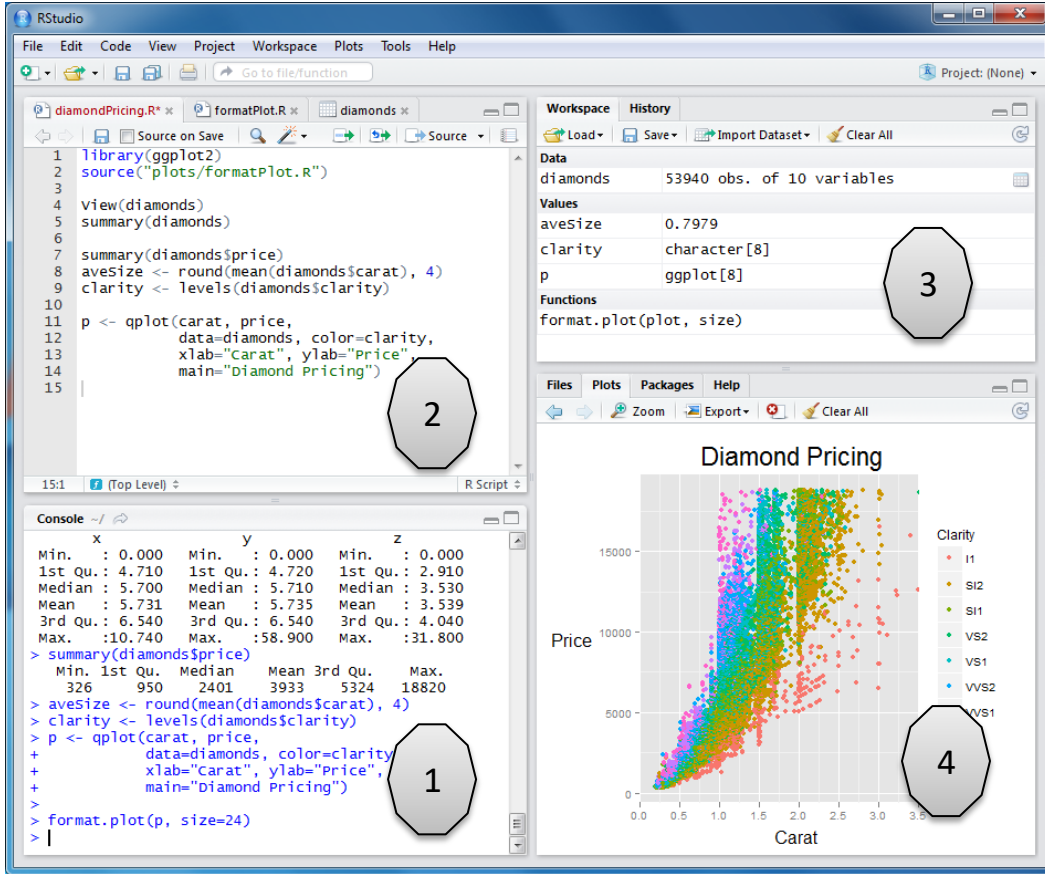 RStudio
File Edit Code View Project Workspace Plots Tools Help
Go to file/function
Project: (None)
diamondPricing.R* formatPlot.R diamonds
Source on Save Source
1 library(ggplot2)
2 source("plots/formatPlot.R")
3
4 View(diamonds)
5 summary(diamonds)
6
7 summary(diamonds$price)
8 aveSize <- round(mean(diamonds$carat), 4)
9 clarity <- levels(diamonds$clarity)
10
11 p <- qplot(carat, price,
12 data=diamonds, color=clarity,
13 xlab="Carat", ylab="Price",
14 main="Diamond Pricing")
15
2
15:1 (Top Level) R Script
Console ~/
x y z
Min. : 0.000 Min. : 0.000 Min. : 0.000
1st Qu.: 4.710 1st Qu.: 4.720 1st Qu.: 2.910
Median : 5.700 Median : 5.710 Median : 3.530
Mean : 5.731 Mean : 5.735 Mean : 3.539
3rd Qu.: 6.540 3rd Qu.: 6.540 3rd Qu.: 4.040
Max. :10.740 Max. :58.900 Max. :31.800
> summary(diamonds$price)
Min. 1st Qu. Median Mean 3rd Qu. Max.
326 950 2401 3933 5324 18820
> aveSize <- round(mean(diamonds$carat), 4)
> clarity <- levels(diamonds$clarity)
> p <- qplot(carat, price,
+ data=diamonds, color=clarity
+ xlab="Carat", ylab="Price",
+ main="Diamond Pricing")
>
> format.plot(p, size=24)
>
1
Workspace History
Load Save Import Dataset Clear All
Data
diamonds 53940 obs. of 10 variables
Values
aveSize 0.7979
clarity character[8]
p ggplot[8]
Functions
format.plot(plot, size)
3
Files Plots Packages Help
Zoom Export Clear All
Diamond Pricing
Price
15000
10000
5000
0
0.0 0.5 1.0 1.5 2.0 2.5 3.0 3.5
Carat
Clarity
I1
SI2
SI1
VS2
VS1
VVS2
VVS1
4